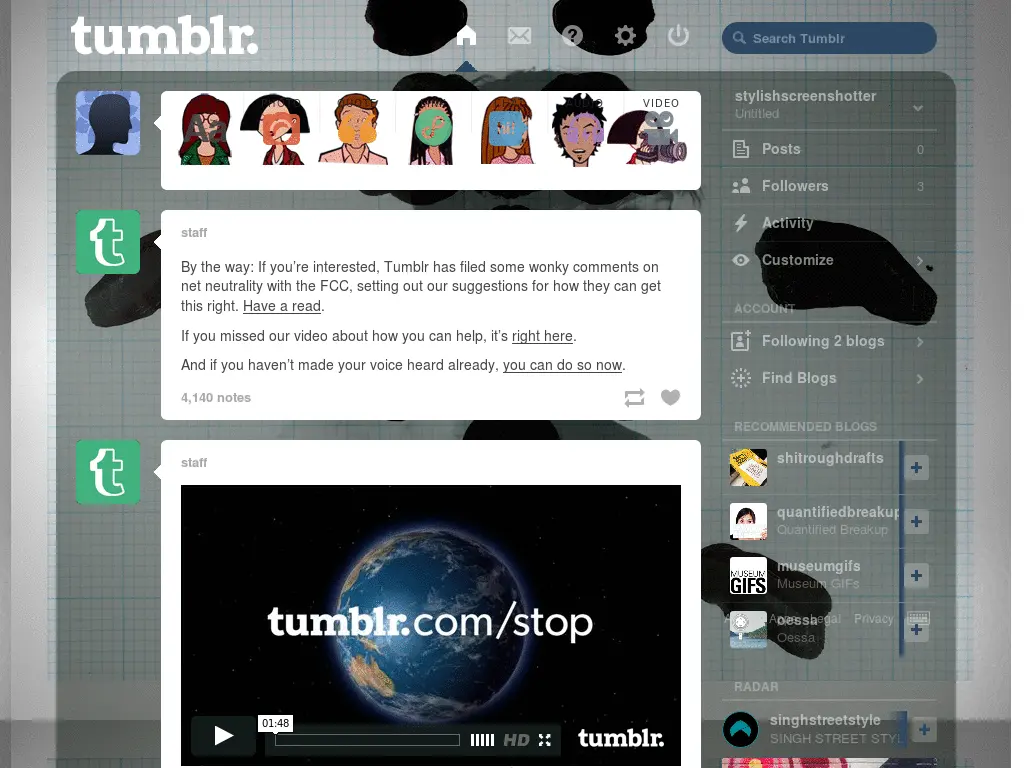 tumblr.
Search Tumblr
Aa
VIDEO
stylishscreenshotter
Untitled
Posts 0
Followers 3
Activity
Customize
ACCOUNT
Following 2 blogs
Find Blogs
RECOMMENDED BLOGS
shitroughdrafts
quantifiedbreakup
Quantified Breakup
museumgifs
Museum GIFs
MUSEUM
GIFS
oessa
Oessa
Legal Privacy
RADAR
singhstreetstyle
SINGH STREET STYL
staff
By the way: If you’re interested, Tumblr has filed some wonky comments on
net neutrality with the FCC, setting out our suggestions for how they can get
this right. Have a read.
If you missed our video about how you can help, it’s right here.
And if you haven’t made your voice heard already, you can do so now.
4,140 notes
staff
tumblr.com/stop
01:48
HD
tumblr.